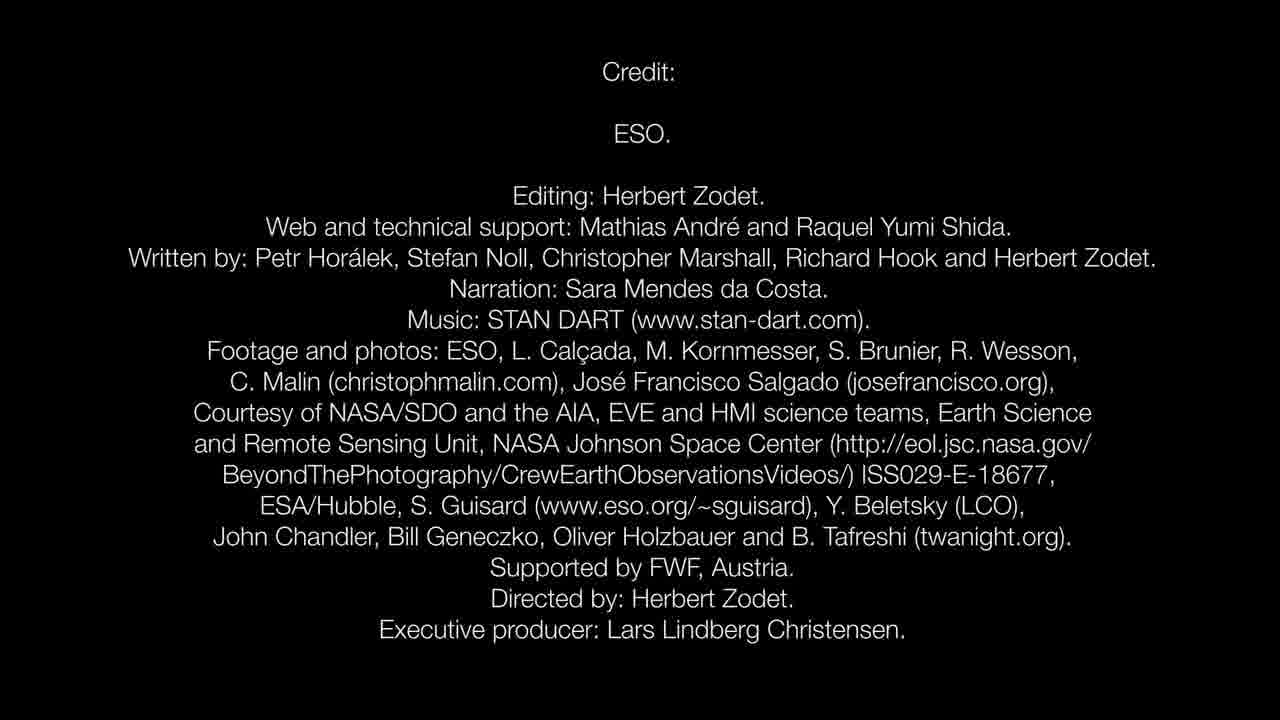 Credit:
ESO.
Editing: Herbert Zodet.
Web and technical support: Mathias André and Raquel Yumi Shida.
Written by: Petr Horálek, Stefan Noll, Christopher Marshall, Richard Hook and Herbert Zodet.
Narration: Sara Mendes da Costa.
Music: STAN DART (www.stan-dart.com).
Footage and photos: ESO, L. Calçada, M. Kornmesser, S. Brunier, R. Wesson,
C. Malin (christophmalin.com), José Francisco Salgado (josefrancisco.org),
Courtesy of NASA/SDO and the AIA, EVE and HMI science teams, Earth Science
and Remote Sensing Unit, NASA Johnson Space Center (http://eol.jsc.nasa.gov/
BeyondThePhotography/CrewEarthObservationsVideos/) ISS029-E-18677,
ESA/Hubble, S. Guisard (www.eso.org/~sguisard), Y. Beletsky (LCO),
John Chandler, Bill Geneczko, Oliver Holzbauer and B. Tafreshi (twanight.org).
Supported by FWF, Austria.
Directed by: Herbert Zodet.
Executive producer: Lars Lindberg Christensen.